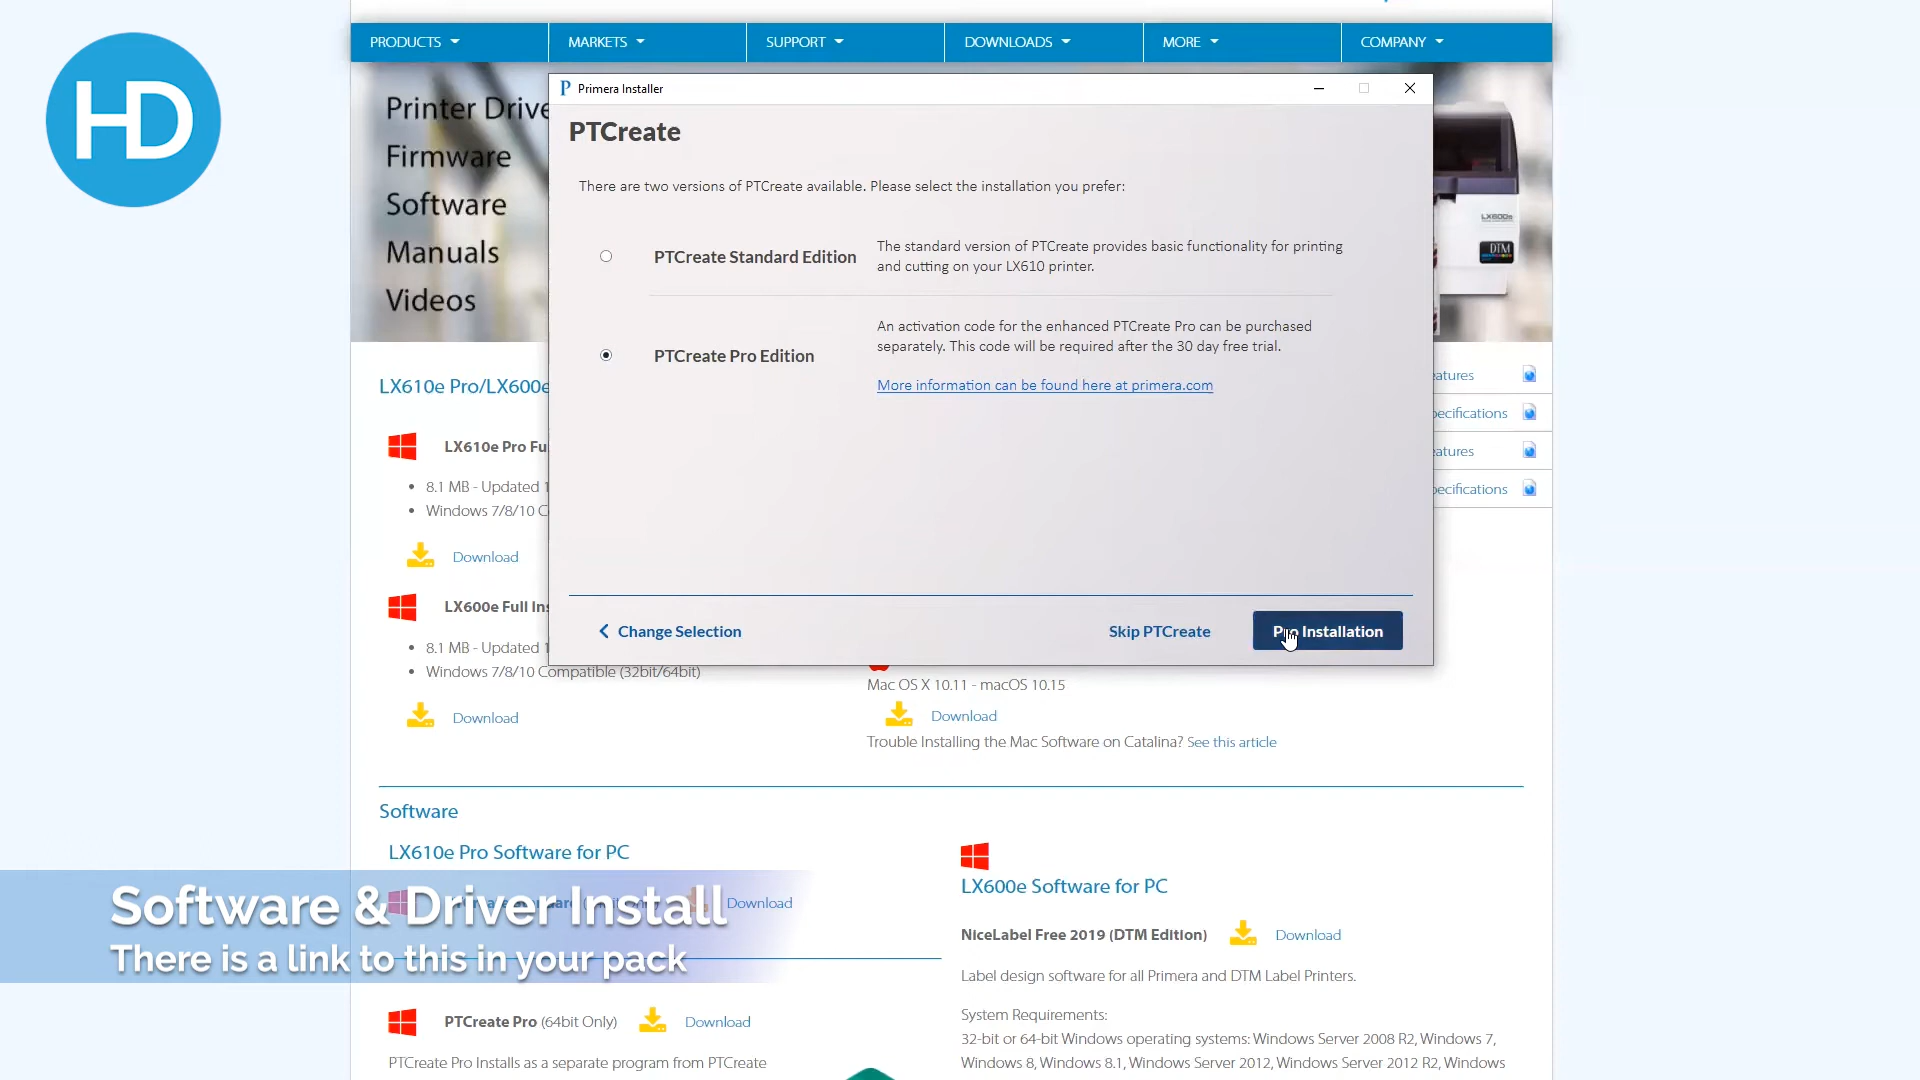 HD
PRODUCTS
MARKETS
SUPPORT
DOWNLOADS
MORE
COMPANY
Printer Drive
Firmware
Software
Manuals
Videos
LX600e
DTM
P Primera Installer
PTCreate
There are two versions of PTCreate available. Please select the installation you prefer:
PTCreate Standard Edition
The standard version of PTCreate provides basic functionality for printing
and cutting on your LX610 printer.
PTCreate Pro Edition
An activation code for the enhanced PTCreate Pro can be purchased
separately. This code will be required after the 30 day free trial.
More information can be found here at primera.com
Change Selection
Skip PTCreate
Pro Installation
LX610e Pro/LX600e
eatures
pecifications
eatures
pecifications
LX610e Pro Fu
• 8.1 MB - Updated 1
• Windows 7/8/10 C
Download
LX600e Full Ins
• 8.1 MB - Updated 1
• Windows 7/8/10 Compatible (32bit/64bit)
Download
Mac OS X 10.11 - macOS 10.15
Download
Trouble Installing the Mac Software on Catalina? See this article
Software
LX610e Pro Software for PC
Download
Software & Driver Install
There is a link to this in your pack
PTCreate Pro (64bit Only)
Download
PTCreate Pro Installs as a separate program from PTCreate
LX600e Software for PC
NiceLabel Free 2019 (DTM Edition)
Download
Label design software for all Primera and DTM Label Printers.
System Requirements:
32-bit or 64-bit Windows operating systems: Windows Server 2008 R2, Windows 7,
Windows 8, Windows 8.1, Windows Server 2012, Windows Server 2012 R2, Windows